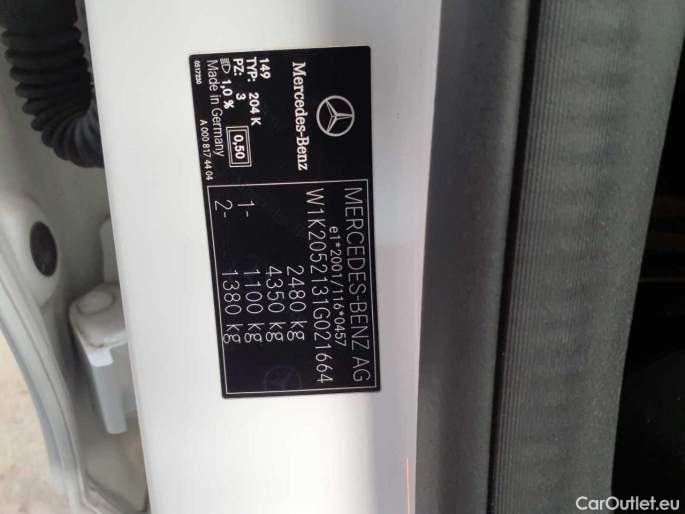 MERCEDES-BENZ AG
e1*2001/116*0457
W1K2052131G021664
2480 kg
4350 kg
1- 1100 kg
2- 1380 kg
Mercedes-Benz
149
TYP: 204 K
PZ: 3
1,0 %
0,50
Made in Germany
A 000 817 44 04
0517230
CarOutlet.eu